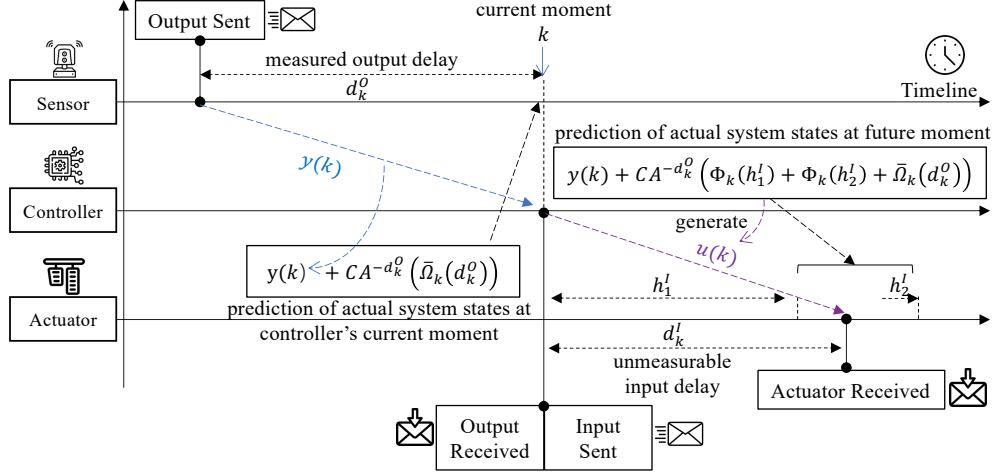 Output Sent
current moment
k
measured output delay
d_k^O
Timeline
Sensor
prediction of actual system states at future moment
y(k)
y(k) + CA^{-d_k^O} (Φ_k(h_1^I) + Φ_k(h_2^I) + Ω̄_k(d_k^O))
Controller
generate
u(k)
y(k) + CA^{-d_k^O} (Ω̄_k(d_k^O))
h_1^I
h_2^I
prediction of actual system states at
controller's current moment
Actuator
d_k^I
unmeasurable
input delay
Actuator Received
Output
Received
Input
Sent